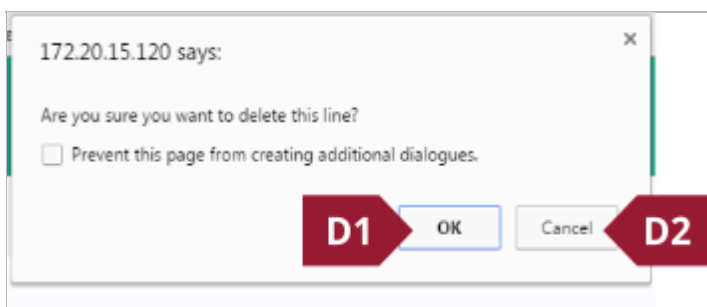 172.20.15.120 says:
Are you sure you want to delete this line?
Prevent this page from creating additional dialogues.
D1 OK Cancel D2